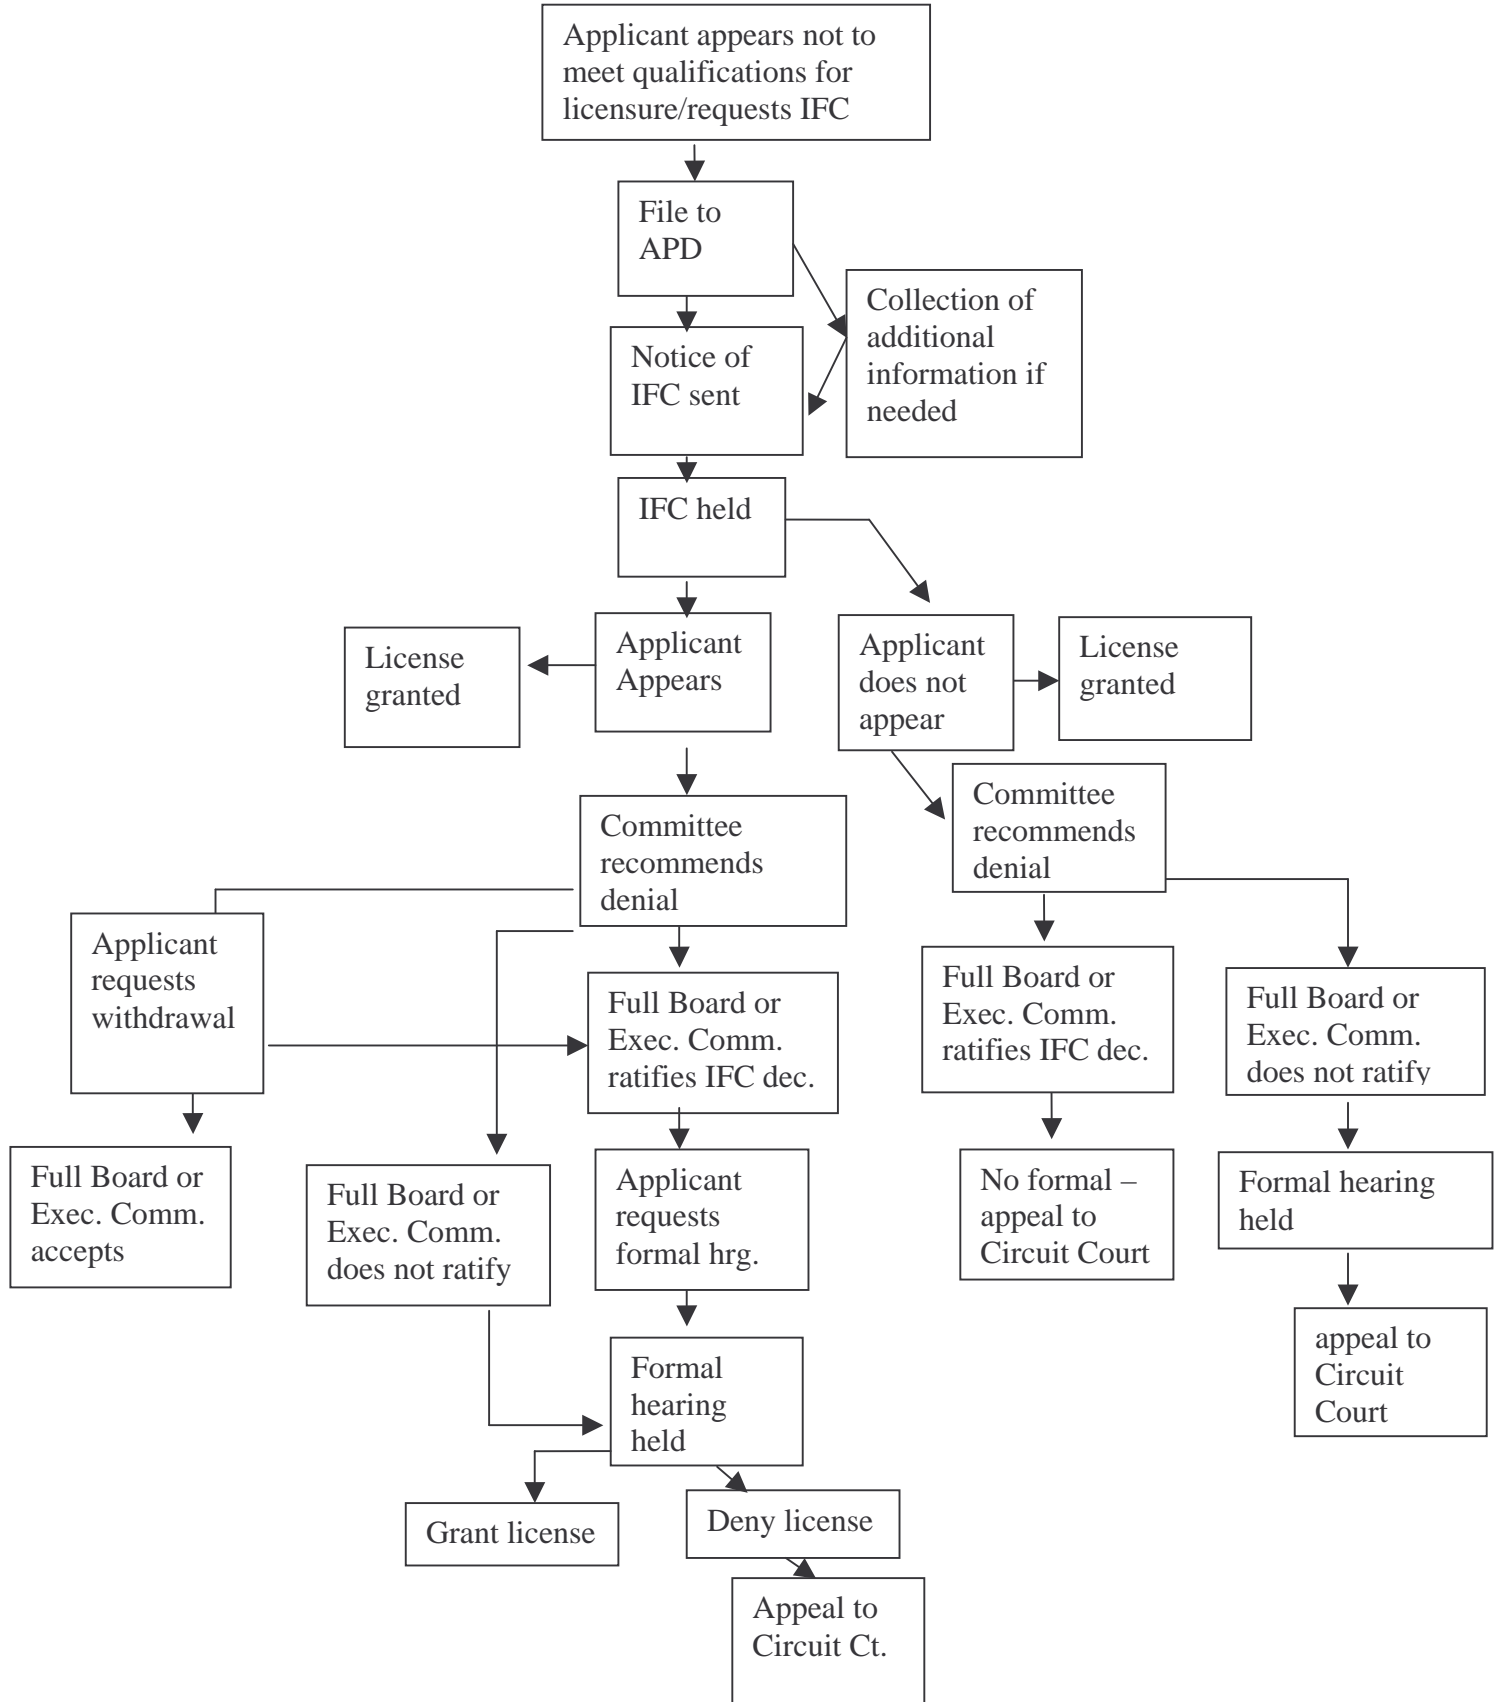 Applicant appears not to
meet qualifications for
licensure/requests IFC
File to
APD
Collection of
additional
information if
needed
Notice of
IFC sent
IFC held
License
granted
Applicant
Appears
Applicant
does not
appear
License
granted
Committee
recommends
denial
Committee
recommends
denial
Applicant
requests
withdrawal
Full Board or
Exec. Comm.
ratifies IFC dec.
Full Board or
Exec. Comm.
ratifies IFC dec.
Full Board or
Exec. Comm.
does not ratify
Full Board or
Exec. Comm.
accepts
Full Board or
Exec. Comm.
does not ratify
Applicant
requests
formal hrg.
No formal –
appeal to
Circuit Court
Formal hearing
held
Formal
hearing
held
appeal to
Circuit
Court
Grant license
Deny license
Appeal to
Circuit Ct.